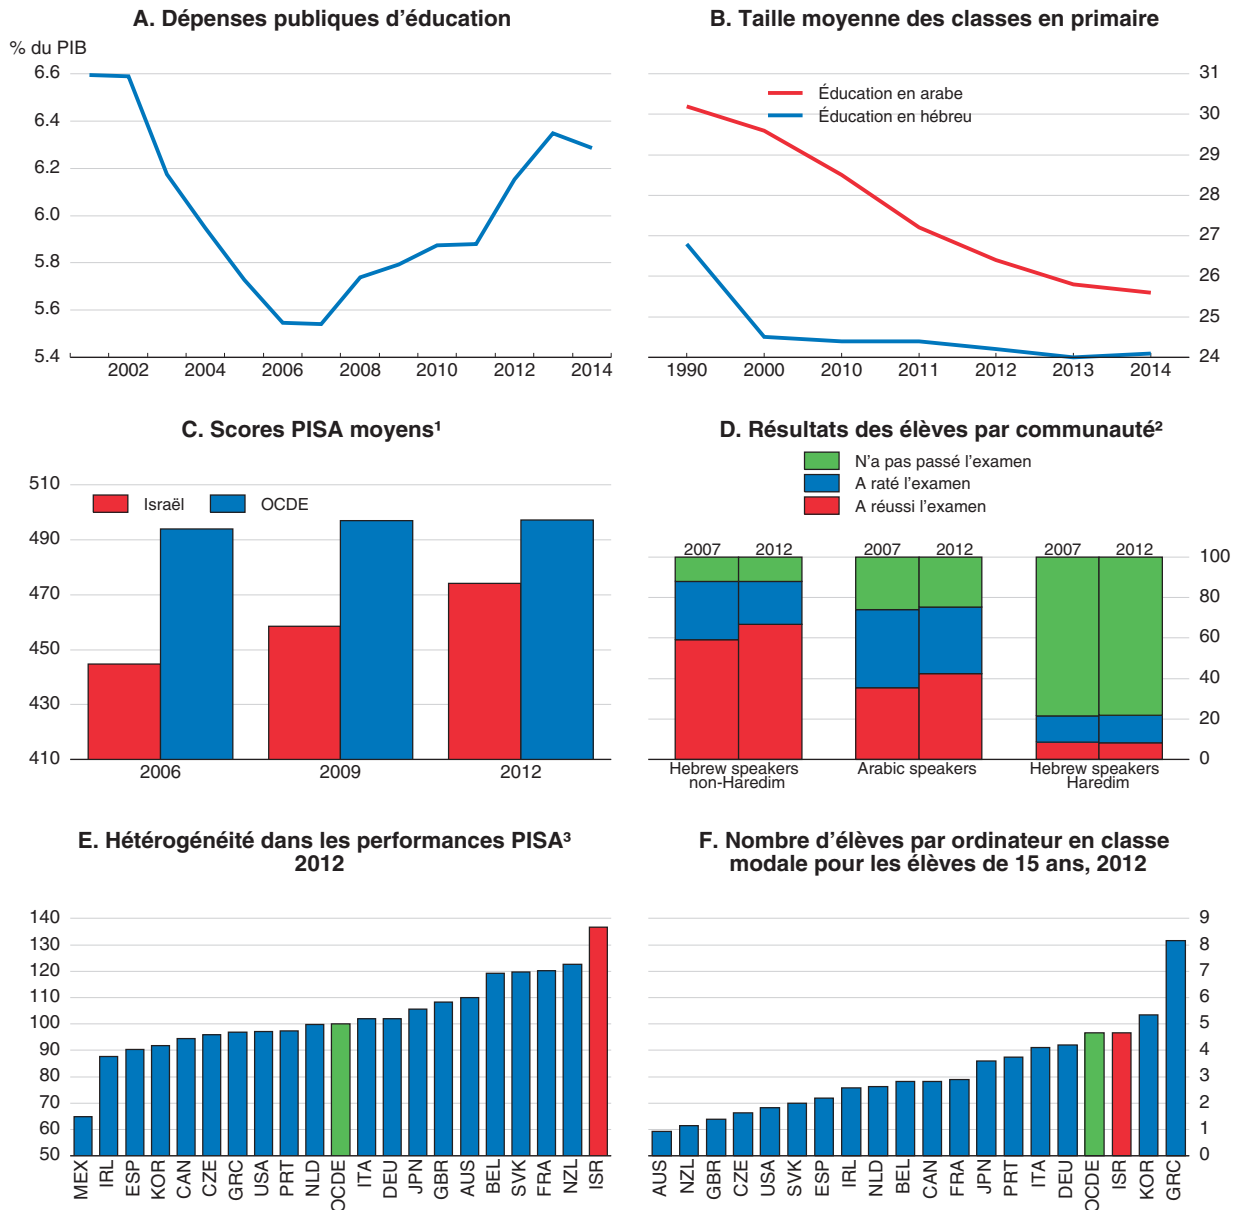 A. Dépenses publiques d'éducation
% du PIB
6.6
6.4
6.2
6.0
5.8
5.6
5.4
2002 2004 2006 2008 2010 2012 2014
B. Taille moyenne des classes en primaire
Éducation en arabe
Éducation en hébreu
31
30
29
28
27
26
25
24
1990 2000 2010 2011 2012 2013 2014
C. Scores PISA moyens¹
Israël OCDE
510
490
470
450
430
410
2006 2009 2012
D. Résultats des élèves par communauté²
N'a pas passé l'examen
A raté l'examen
A réussi l'examen
2007 2012 2007 2012 2007 2012
100
80
60
40
20
0
Hebrew speakers
non-Haredim
Arabic speakers
Hebrew speakers
Haredim
E. Hétérogénéité dans les performances PISA³
2012
140
130
120
110
100
90
80
70
60
50
MEX IRL ESP KOR CAN CZE GRC USA PRT NLD OCDE ITA DEU JPN GBR AUS BEL SVK FRA NZL ISR
F. Nombre d'élèves par ordinateur en classe
modale pour les élèves de 15 ans, 2012
9
8
7
6
5
4
3
2
1
0
AUS NZL GBR CZE USA SVK ESP IRL NLD BEL CAN FRA JPN PRT ITA DEU OCDE ISR KOR GRC